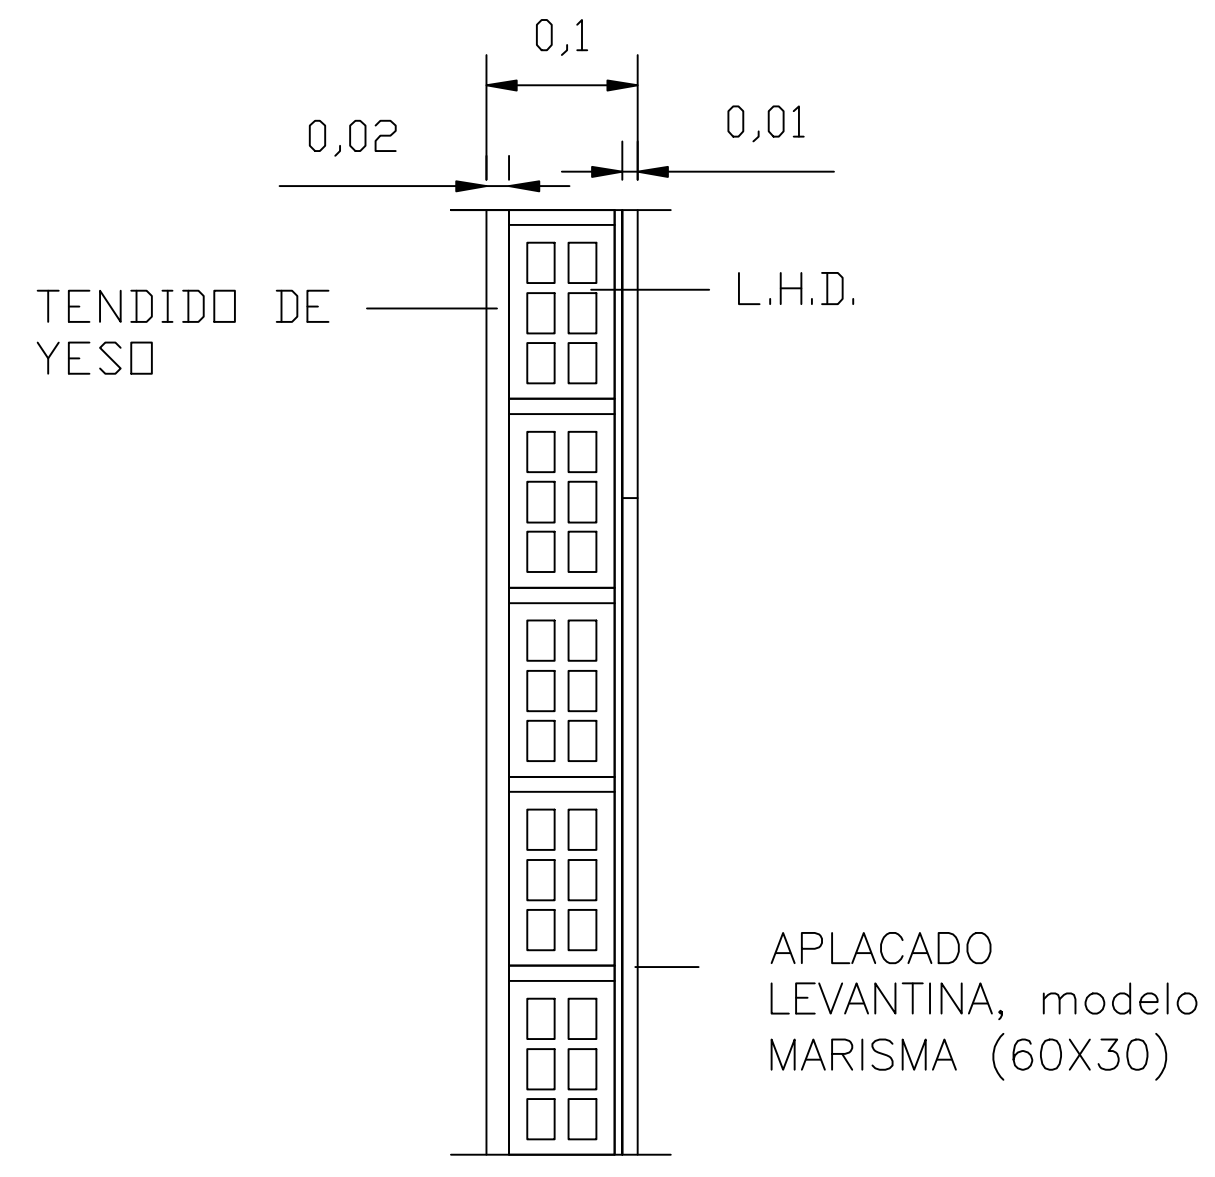 0,1
0,02
0,01
TENDIDO DE
YESO
L.H.D.
APLACADO
LEVANTINA, modelo
MARISMA (60X30)